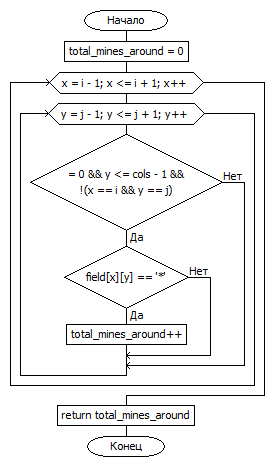 Начало
total_mines_around = 0
x = i - 1; x <= i + 1; x++
y = j - 1; y <= j + 1; y++
= 0 && y <= cols - 1 &&
!(x == i && y == j)
Нет
Да
field[x][y] == '*'
Нет
Да
total_mines_around++
return total_mines_around
Конец